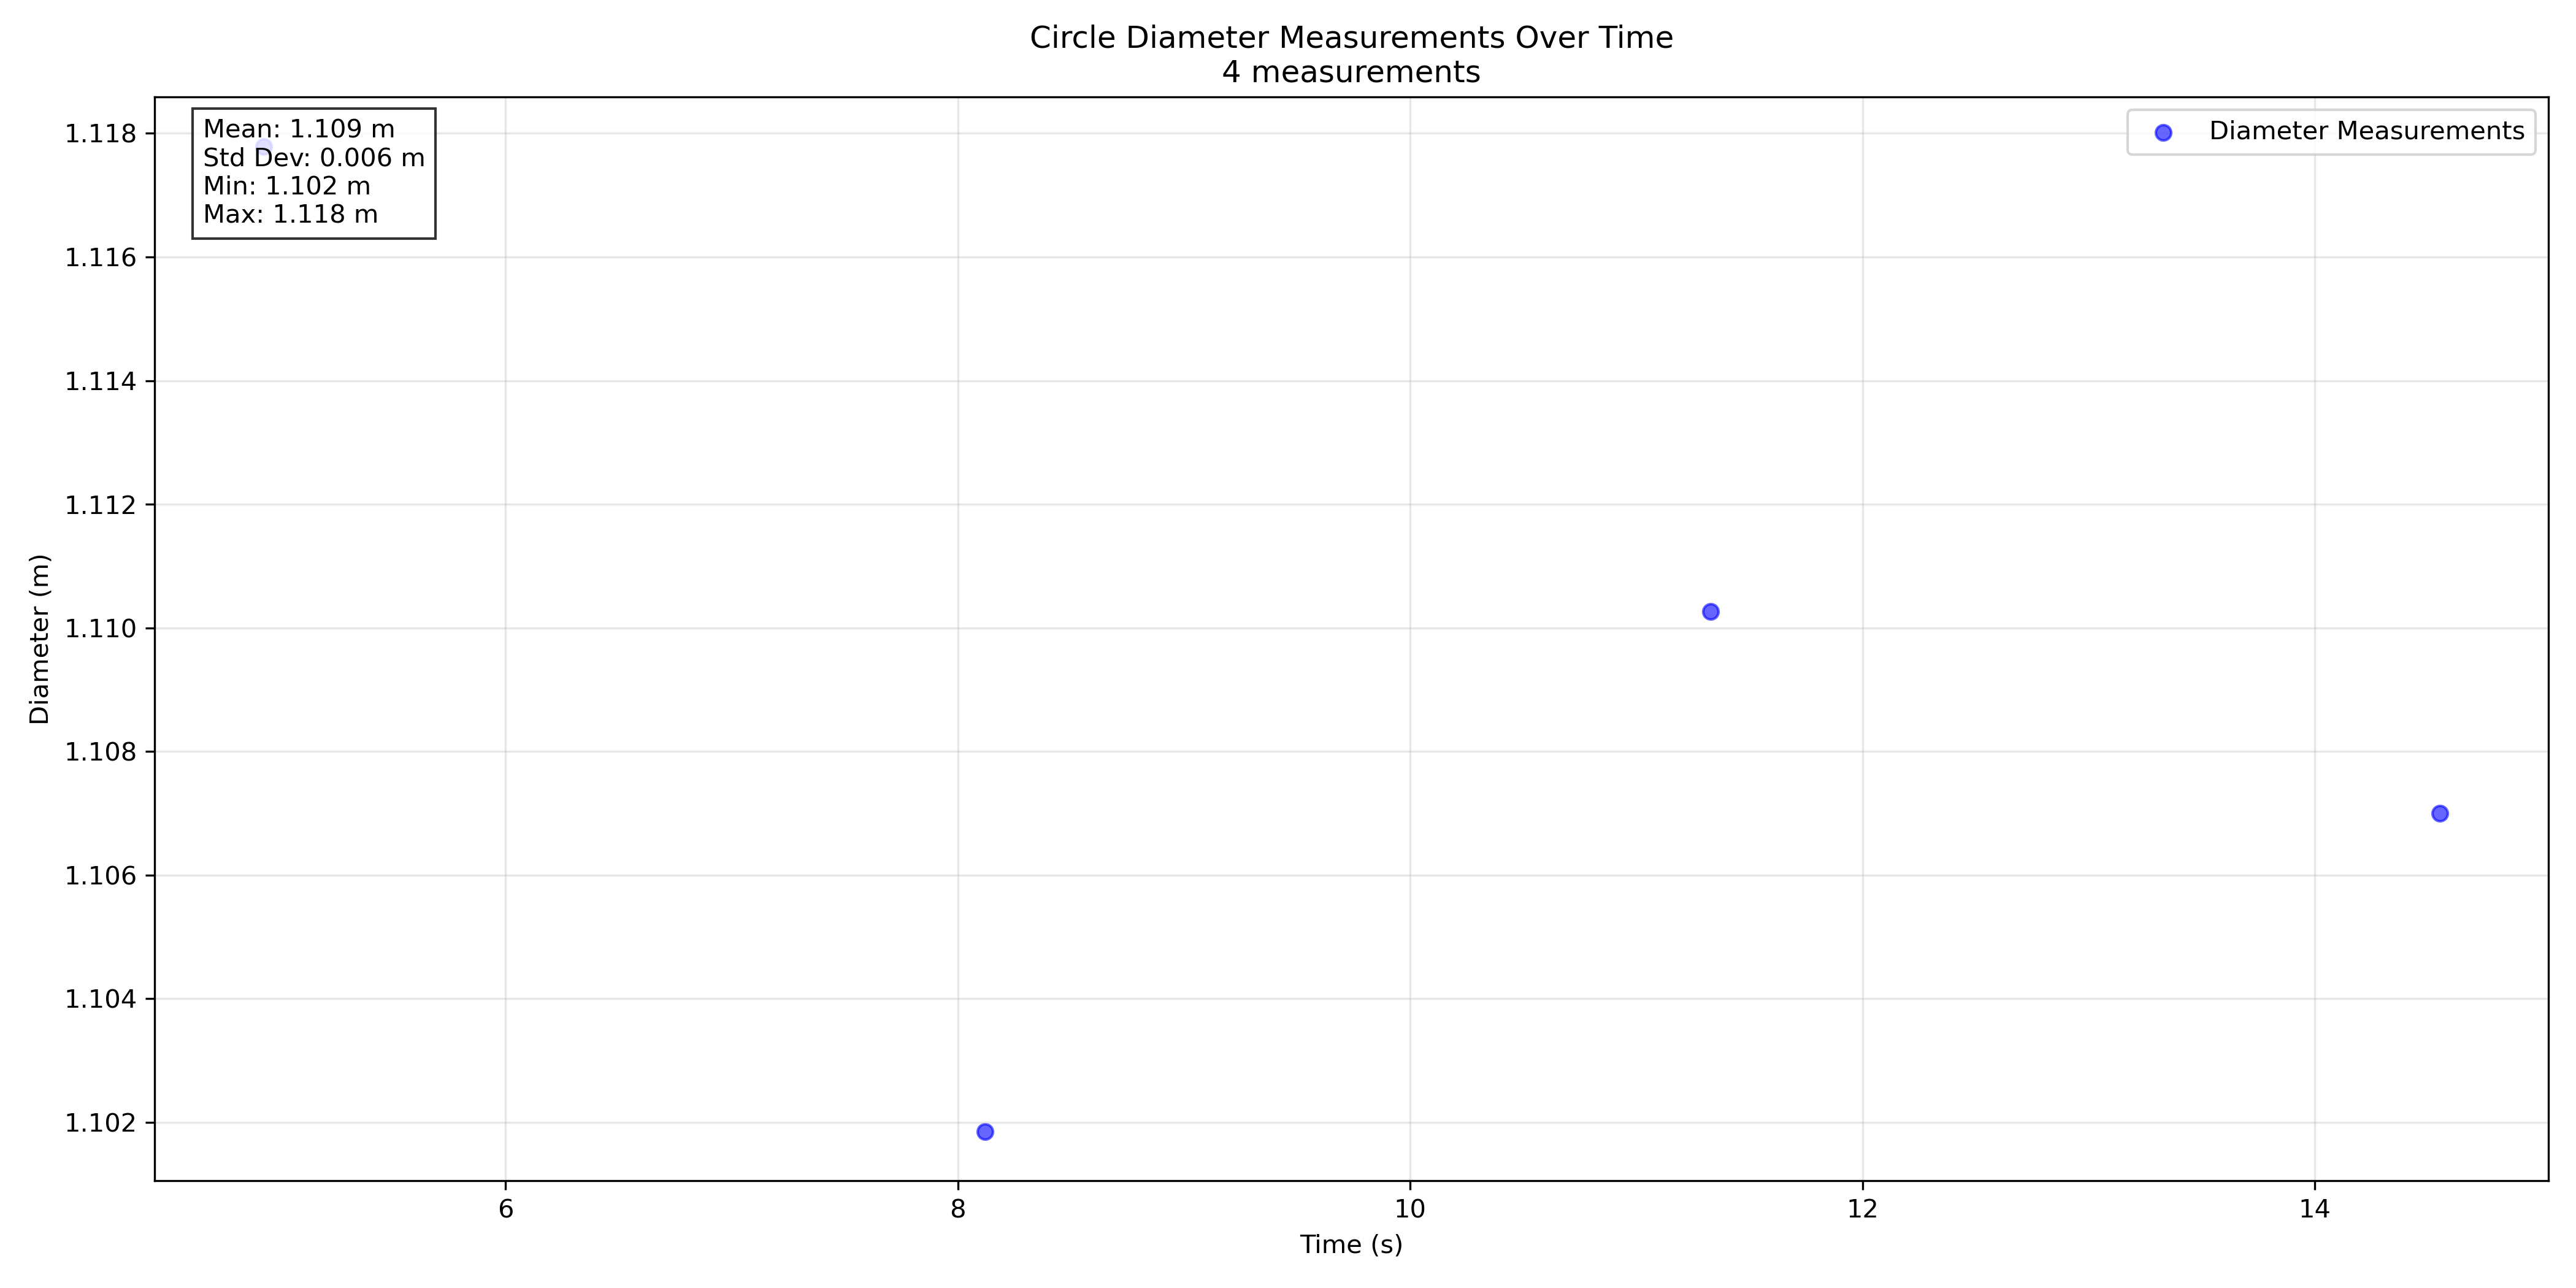 Circle Diameter Measurements Over Time
4 measurements
Mean: 1.109 m
Std Dev: 0.006 m
Min: 1.102 m
Max: 1.118 m
Diameter Measurements
Diameter (m)
1.118
1.116
1.114
1.112
1.110
1.108
1.106
1.104
1.102
6
8
10
12
14
Time (s)